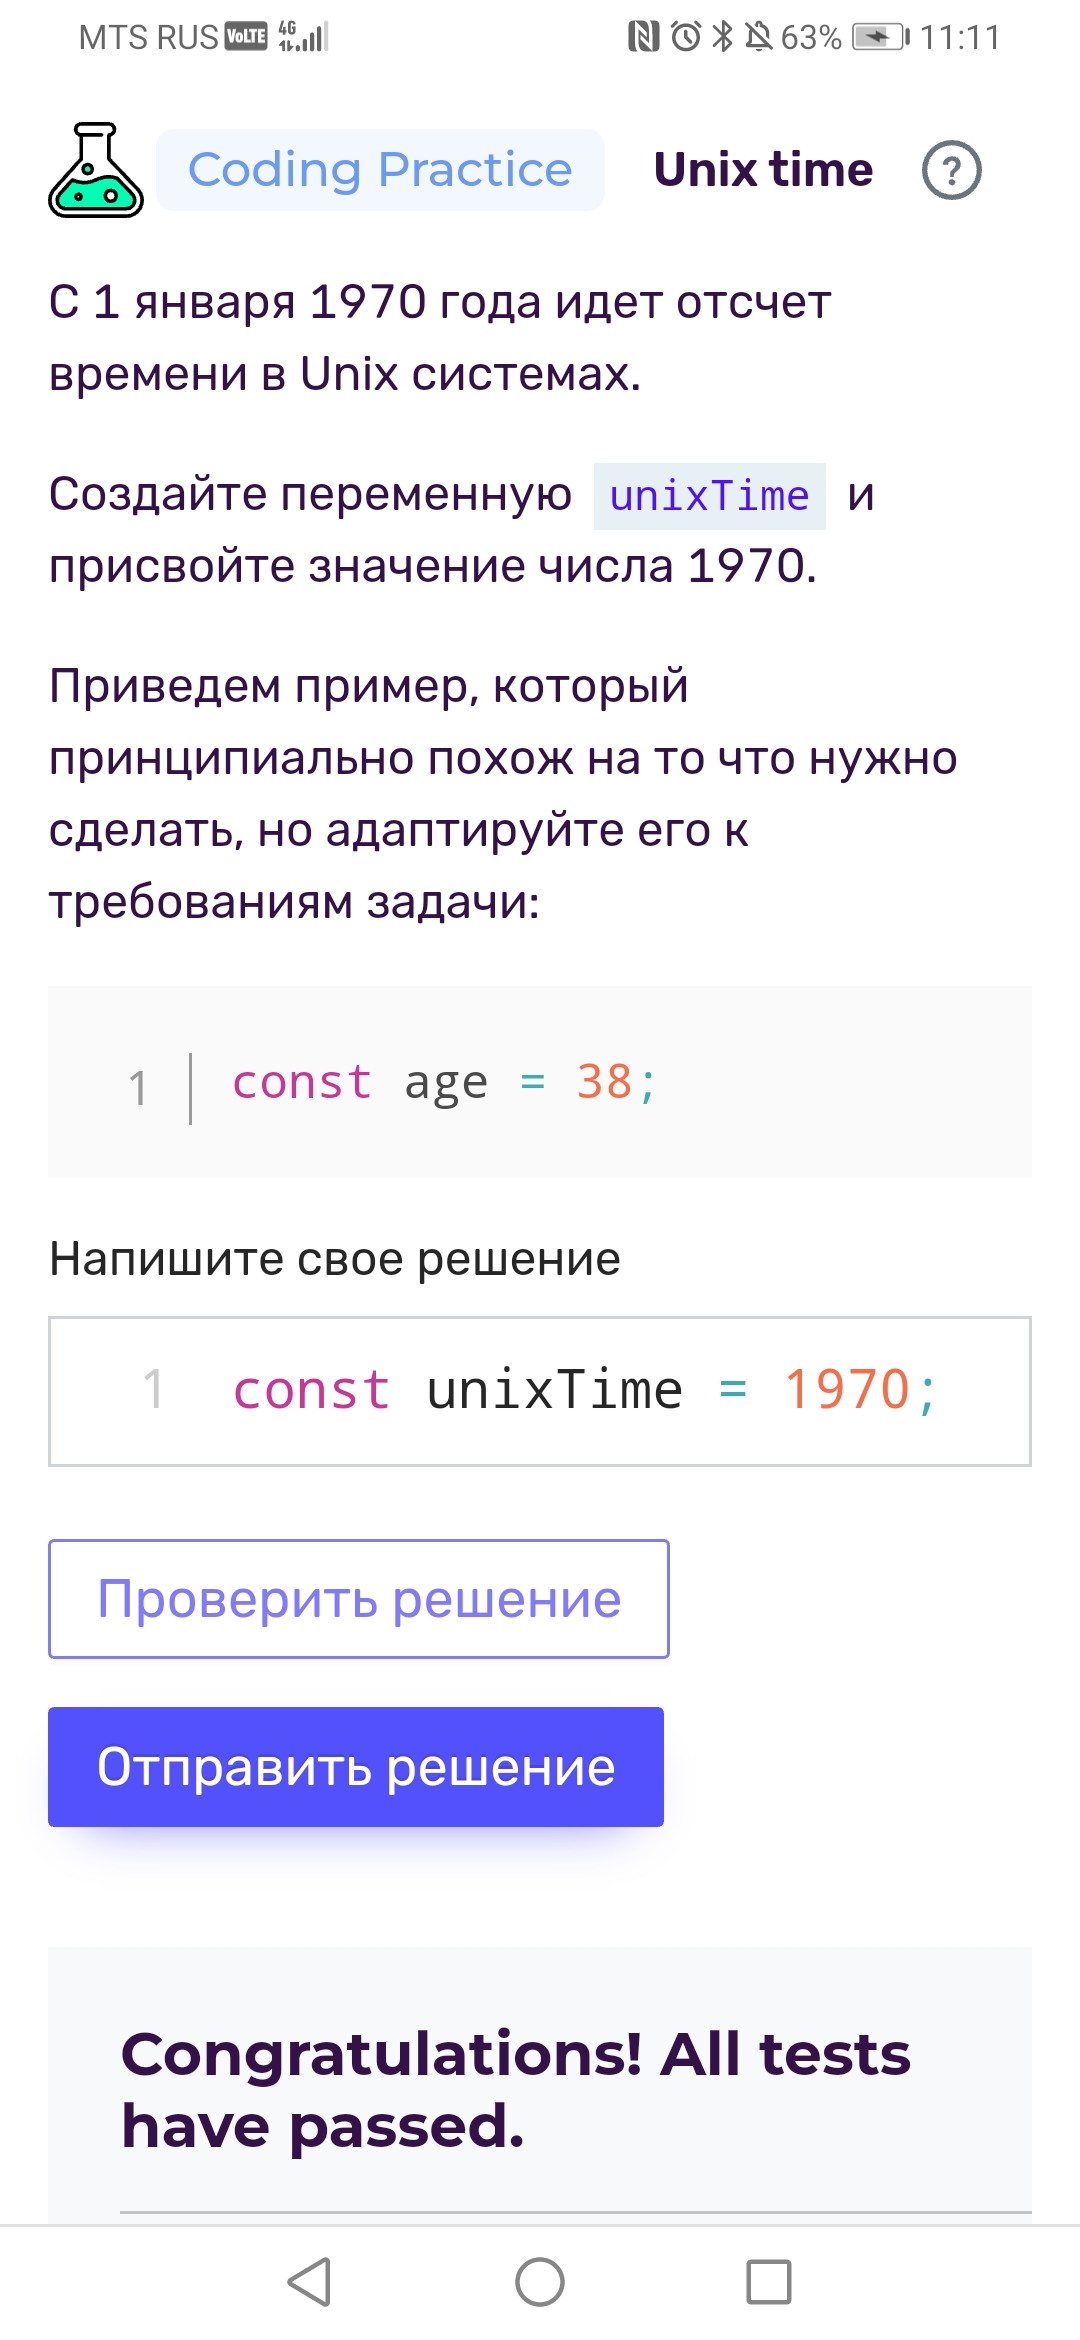 MTS RUS VoLTE 4G 63% 11:11
Coding Practice Unix time ?
С 1 января 1970 года идет отсчет
времени в Unix системах.
Создайте переменную unixTime и
присвойте значение числа 1970.
Приведем пример, который
принципиально похож на то что нужно
сделать, но адаптируйте его к
требованиям задачи:
1 const age = 38;
Напишите свое решение
1 const unixTime = 1970;
Проверить решение
Отправить решение
Congratulations! All tests
have passed.